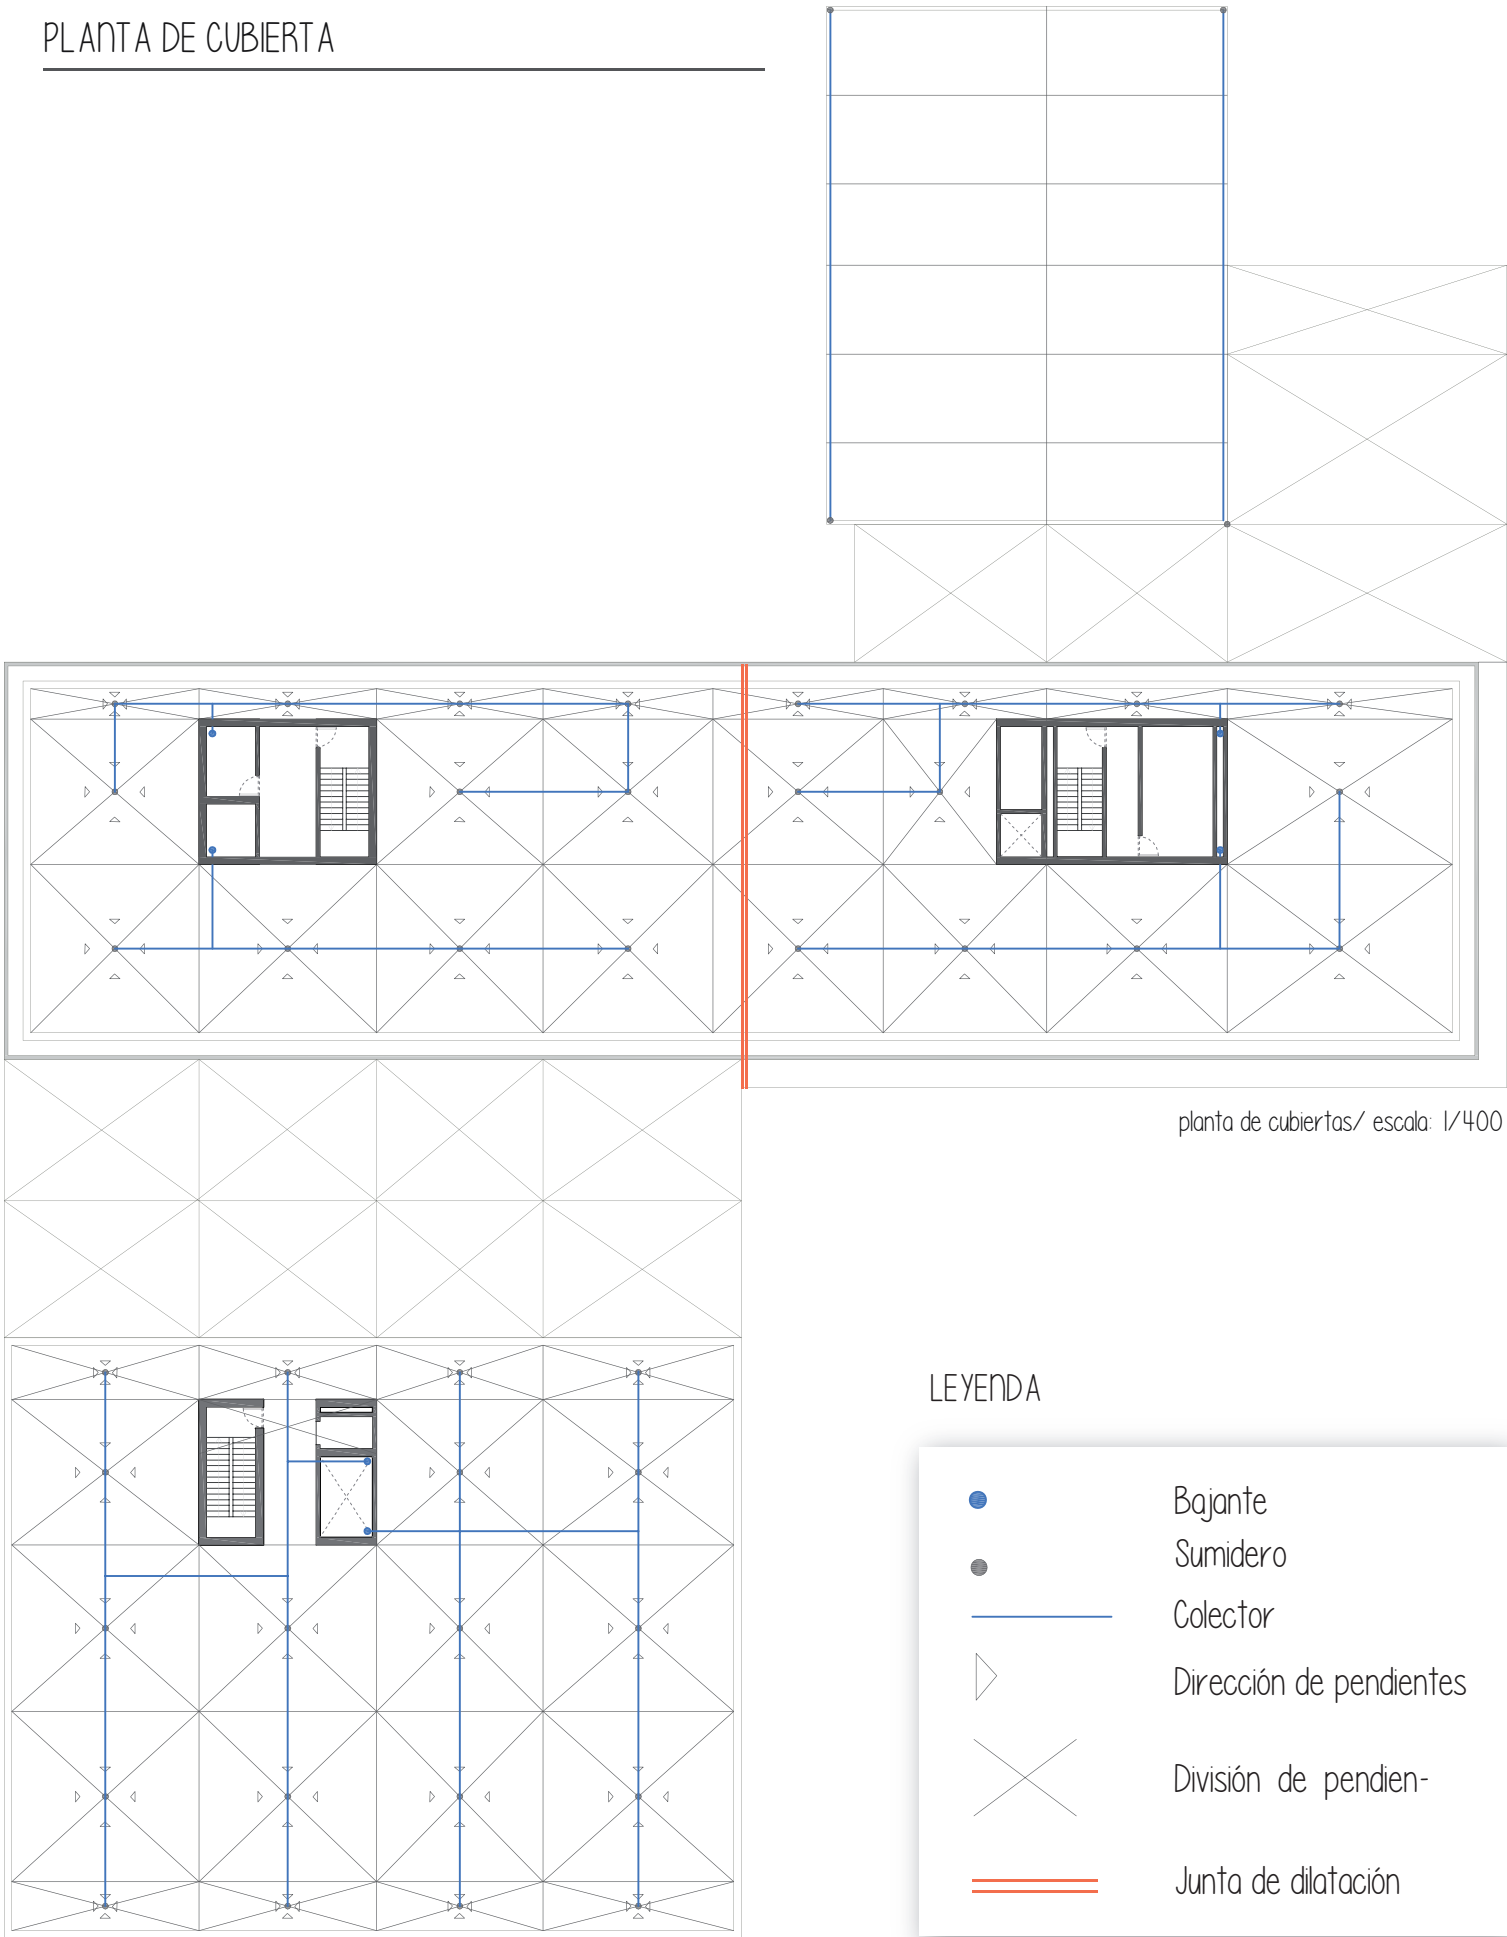 PLANTA DE CUBIERTA
planta de cubiertas/ escala: 1/400
LEYENDA
Bajante
Sumidero
Colector
Dirección de pendientes
División de pendien-
Junta de dilatación